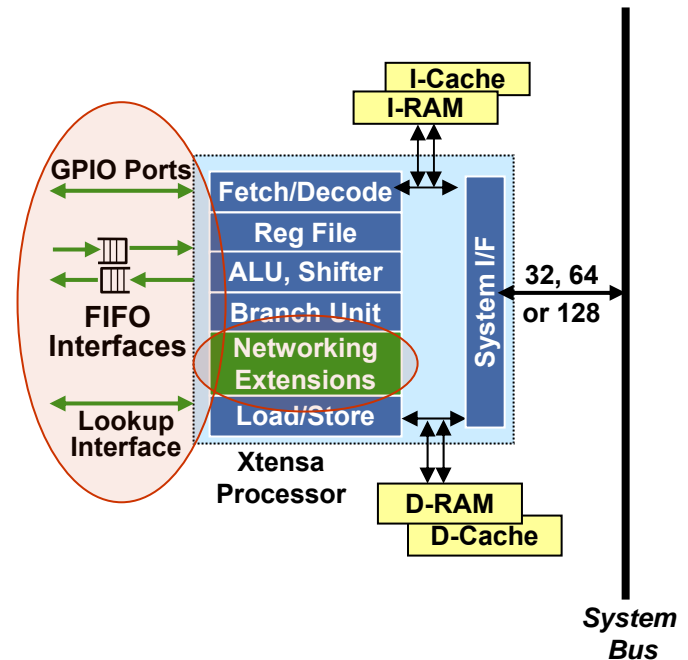 I-Cache
I-RAM
GPIO Ports
Fetch/Decode
Reg File
ALU, Shifter
Branch Unit
Networking
Extensions
Load/Store
FIFO
Interfaces
Lookup
Interface
System I/F
32, 64
or 128
Xtensa
Processor
D-RAM
D-Cache
System
Bus